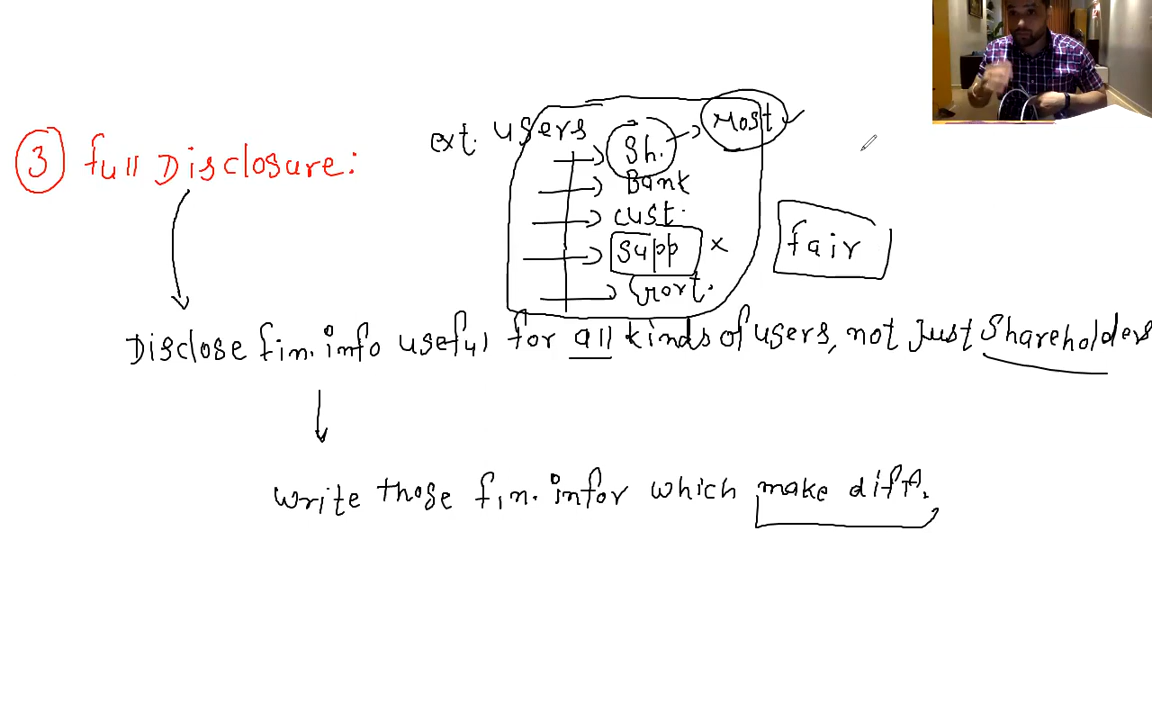 ③ full Disclosure:
ext. users
Sh. Most
Bank
cust.
Supp x
Govt.
fair
Disclose fin. info useful for all kinds of users, not just Shareholders
write those fin. infor which make diff.